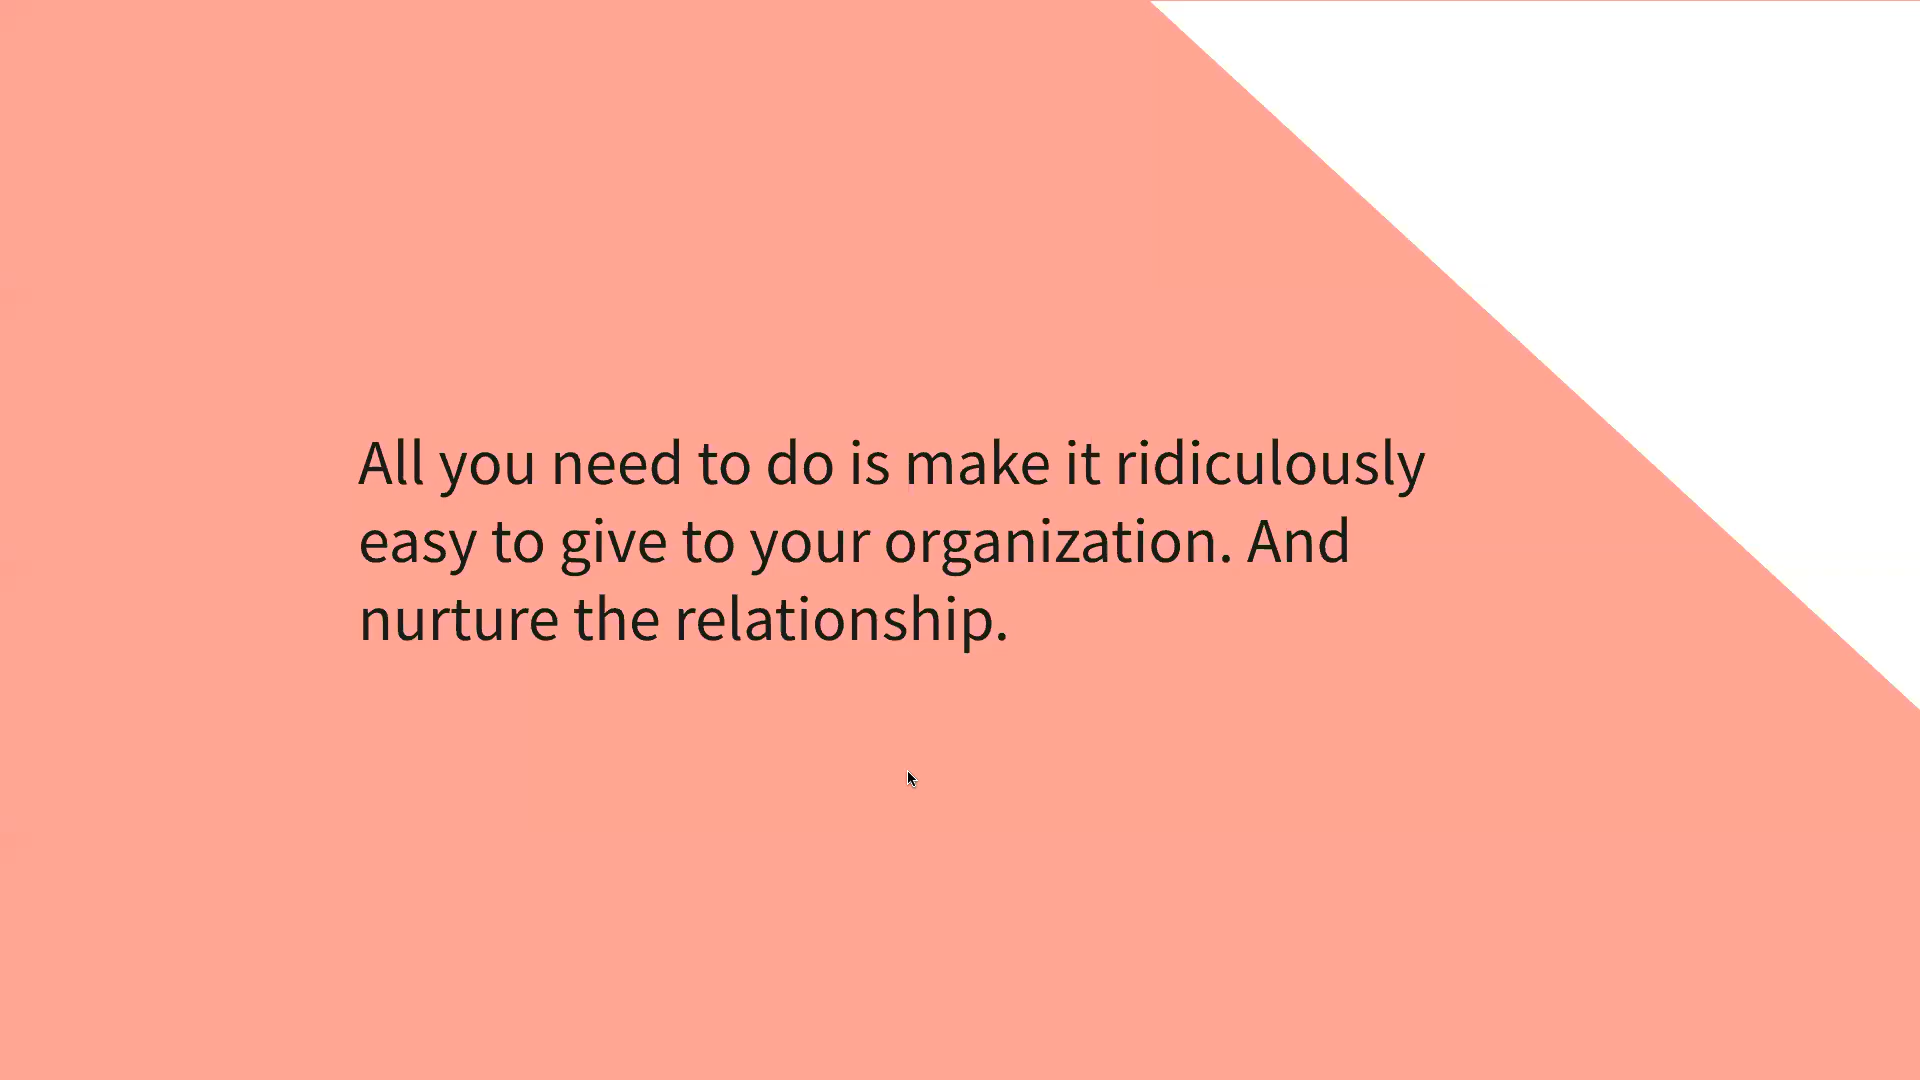 All you need to do is make it ridiculously
easy to give to your organization. And
nurture the relationship.